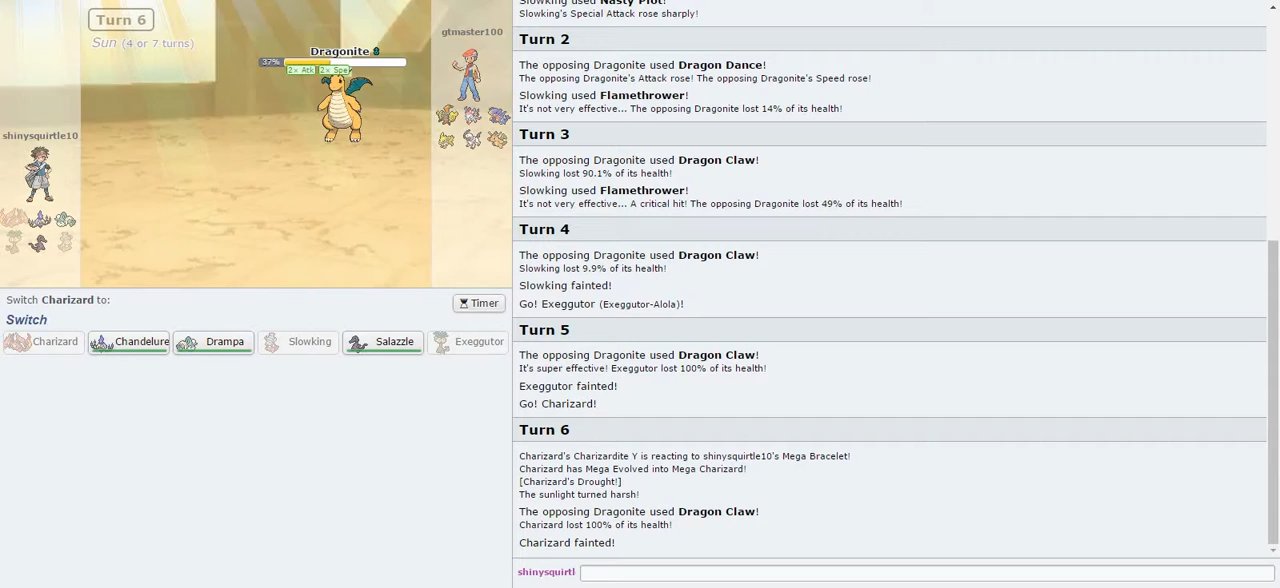 Turn 6
Sun (4 or 7 turns)
gtmaster100
Dragonite
37%
2× Atk 2× Spe
shinysquirtle10
Switch Charizard to:
Timer
Switch
Charizard
Chandelure
Drampa
Slowking
Salazzle
Exeggutor
Slowking used Nasty Plot!
Slowking's Special Attack rose sharply!
Turn 2
The opposing Dragonite used Dragon Dance!
The opposing Dragonite's Attack rose! The opposing Dragonite's Speed rose!
Slowking used Flamethrower!
It's not very effective... The opposing Dragonite lost 14% of its health!
Turn 3
The opposing Dragonite used Dragon Claw!
Slowking lost 90.1% of its health!
Slowking used Flamethrower!
It's not very effective... A critical hit! The opposing Dragonite lost 49% of its health!
Turn 4
The opposing Dragonite used Dragon Claw!
Slowking lost 9.9% of its health!
Slowking fainted!
Go! Exeggutor (Exeggutor-Alola)!
Turn 5
The opposing Dragonite used Dragon Claw!
It's super effective! Exeggutor lost 100% of its health!
Exeggutor fainted!
Go! Charizard!
Turn 6
Charizard's Charizardite Y is reacting to shinysquirtle10's Mega Bracelet!
Charizard has Mega Evolved into Mega Charizard!
[Charizard's Drought!]
The sunlight turned harsh!
The opposing Dragonite used Dragon Claw!
Charizard lost 100% of its health!
Charizard fainted!
shinysquirtl